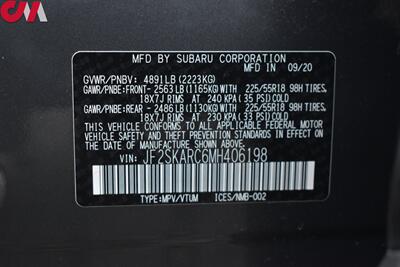 CMA
MFD. BY SUBARU CORPORATION
MADE IN 09/20
GVWR/PNBV: 4891LB(2223KG)
GAWR/PNBE:FRONT- 2563LB(1165KG)WITH 225/55R18 98H TIRES,
18X7J RIMS AT 240 KPA (35 PSI)COLD
GAWR/PNBE:REAR -2486LB(1130KG)WITH 225/55R18 98H TIRES,
18X7J RIMS AT 230 KPA (33 PSI)COLD
THIS VEHICLE CONFORMS TO ALL APPLICABLE FEDERAL MOTOR
VEHICLE SAFETY AND THEFT PREVENTION STANDARDS IN EFFECT
ON THE DATE OF MANUFACTURE SHOWN ABOVE.
VIN: JF2SKARC6MH406198
TYPE:MPV/VTUM ICES/NMB-002